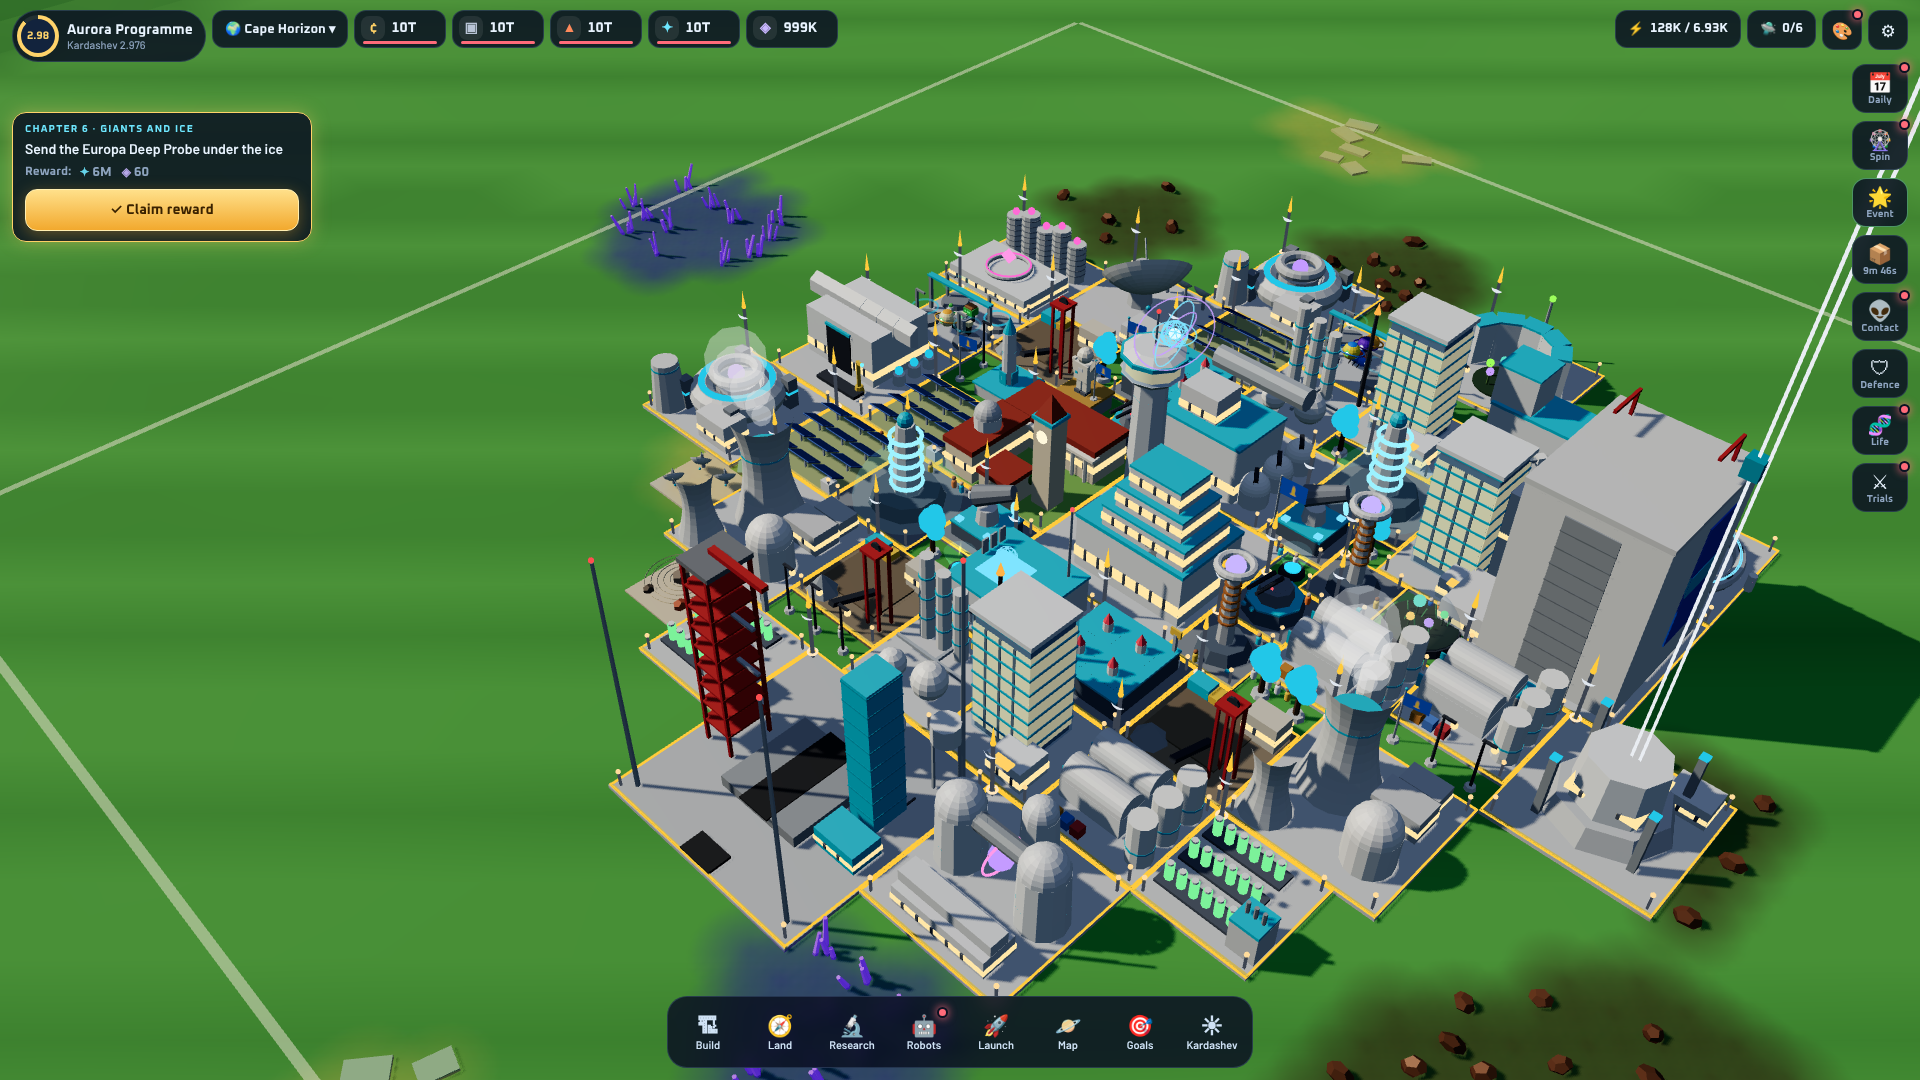 2.98
Aurora Programme
Kardashev 2.976
Cape Horizon ▾
10T
10T
10T
10T
999K
128K / 6.93K
0/6
CHAPTER 6 · GIANTS AND ICE
Send the Europa Deep Probe under the ice
Reward: 6M 60
✓ Claim reward
17
Daily
Spin
Event
9m 46s
Contact
Defence
Life
Trials
Build
Land
Research
Robots
Launch
Map
Goals
Kardashev